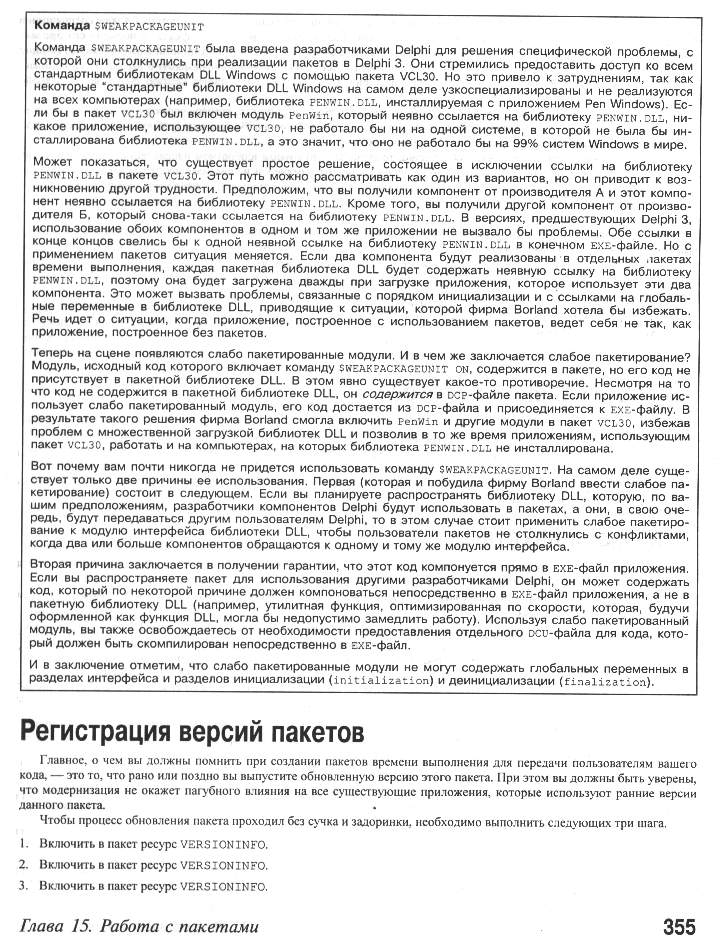 Команда $WEAKPACKAGEUNIT
Команда $WEAKPACKAGEUNIT была введена разработчиками Delphi для решения специфической проблемы, с
которой они столкнулись при реализации пакетов в Delphi 3. Они стремились предоставить доступ ко всем
стандартным библиотекам DLL Windows с помощью пакета VCL30. Но это привело к затруднениям, так как
некоторые "стандартные" библиотеки DLL Windows на самом деле узкоспециализированы и не реализуются
на всех компьютерах (например, библиотека PENWIN.DLL, инсталлируемая с приложением Pen Windows). Ес-
ли бы в пакет VCL30 был включен модуль PenWin, который неявно ссылается на библиотеку PENWIN.DLL, ни-
какое приложение, использующее VCL30, не работало бы ни на одной системе, в которой не была бы ин-
сталлирована библиотека PENWIN.DLL, а это значит, что оно не работало бы на 99% систем Windows в мире.
Может показаться, что существует простое решение, состоящее в исключении ссылки на библиотеку
PENWIN.DLL в пакете VCL30. Этот путь можно рассматривать как один из вариантов, но он приводит к воз-
никновению другой трудности. Предположим, что вы получили компонент от производителя А и этот компо-
нент неявно ссылается на библиотеку PENWIN.DLL. Кроме того, вы получили другой компонент от произво-
дителя Б, который снова-таки ссылается на библиотеку PENWIN.DLL. В версиях, предшествующих Delphi 3,
использование обоих компонентов в одном и том же приложении не вызвало бы проблемы. Обе ссылки в
конце концов свелись бы к одной неявной ссылке на библиотеку PENWIN.DLL в конечном EXE-файле. Но с
применением пакетов ситуация меняется. Если два компонента будут реализованы в отдельных пакетах
времени выполнения, каждая пакетная библиотека DLL будет содержать неявную ссылку на библиотеку
PENWIN.DLL, поэтому она будет загружена дважды при загрузке приложения, которое использует эти два
компонента. Это может вызвать проблемы, связанные с порядком инициализации и с ссылками на глобаль-
ные переменные в библиотеке DLL, приводящие к ситуации, которой фирма Borland хотела бы избежать.
Речь идет о ситуации, когда приложение, построенное с использованием пакетов, ведет себя не так, как
приложение, построенное без пакетов.
Теперь на сцене появляются слабо пакетированные модули. И в чем же заключается слабое пакетирование?
Модуль, исходный код которого включает команду $WEAKPACKAGEUNIT ON, содержится в пакете, но его код не
присутствует в пакетной библиотеке DLL. В этом явно существует какое-то противоречие. Несмотря на то
что код не содержится в пакетной библиотеке DLL, он содержится в DCP-файле пакета. Если приложение ис-
пользует слабо пакетированный модуль, его код достается из DCP-файла и присоединяется к EXE-файлу. В
результате такого решения фирма Borland смогла включить PenWin и другие модули в пакет VCL30, избежав
проблем с множественной загрузкой библиотек DLL и позволив в то же время приложениям, использующим
пакет VCL30, работать и на компьютерах, на которых библиотека PENWIN.DLL не инсталлирована.
Вот почему вам почти никогда не придется использовать команду $WEAKPACKAGEUNIT. На самом деле суще-
ствует только две причины ее использования. Первая (которая и побудила фирму Borland ввести слабое па-
кетирование) состоит в следующем. Если вы планируете распространять библиотеку DLL, которую, по ва-
шим предположениям, разработчики компонентов Delphi будут использовать в пакетах, а они, в свою оче-
редь, будут передаваться другим пользователям Delphi, то в этом случае стоит применить слабое пакетиро-
вание к модулю интерфейса библиотеки DLL, чтобы пользователи пакетов не столкнулись с конфликтами,
когда два или больше компонентов обращаются к одному и тому же модулю интерфейса.
Вторая причина заключается в получении гарантии, что этот код компонуется прямо в EXE-файл приложения.
Если вы распространяете пакет для использования другими разработчиками Delphi, он может содержать
код, который по некоторой причине должен компоноваться непосредственно в EXE-файл приложения, а не в
пакетную библиотеку DLL (например, утилитная функция, оптимизированная по скорости, которая, будучи
оформленной как функция DLL, могла бы недопустимо замедлить работу). Используя слабо пакетированный
модуль, вы также освобождаетесь от необходимости предоставления отдельного DCU-файла для кода, кото-
рый должен быть скомпилирован непосредственно в EXE-файл.
И в заключение отметим, что слабо пакетированные модули не могут содержать глобальных переменных в
разделах интерфейса и разделов инициализации (initialization) и деинициализации (finalization).
Регистрация версий пакетов
Главное, о чем вы должны помнить при создании пакетов времени выполнения для передачи пользователям вашего
кода, — это то, что рано или поздно вы выпустите обновленную версию этого пакета. При этом вы должны быть уверены,
что модернизация не окажет пагубного влияния на все существующие приложения, которые используют ранние версии
данного пакета.
Чтобы процесс обновления пакета проходил без сучка и задоринки, необходимо выполнить следующих три шага.
1. Включить в пакет ресурс VERSIONINFO.
2. Включить в пакет ресурс VERSIONINFO.
3. Включить в пакет ресурс VERSIONINFO.
Глава 15. Работа с пакетами 355